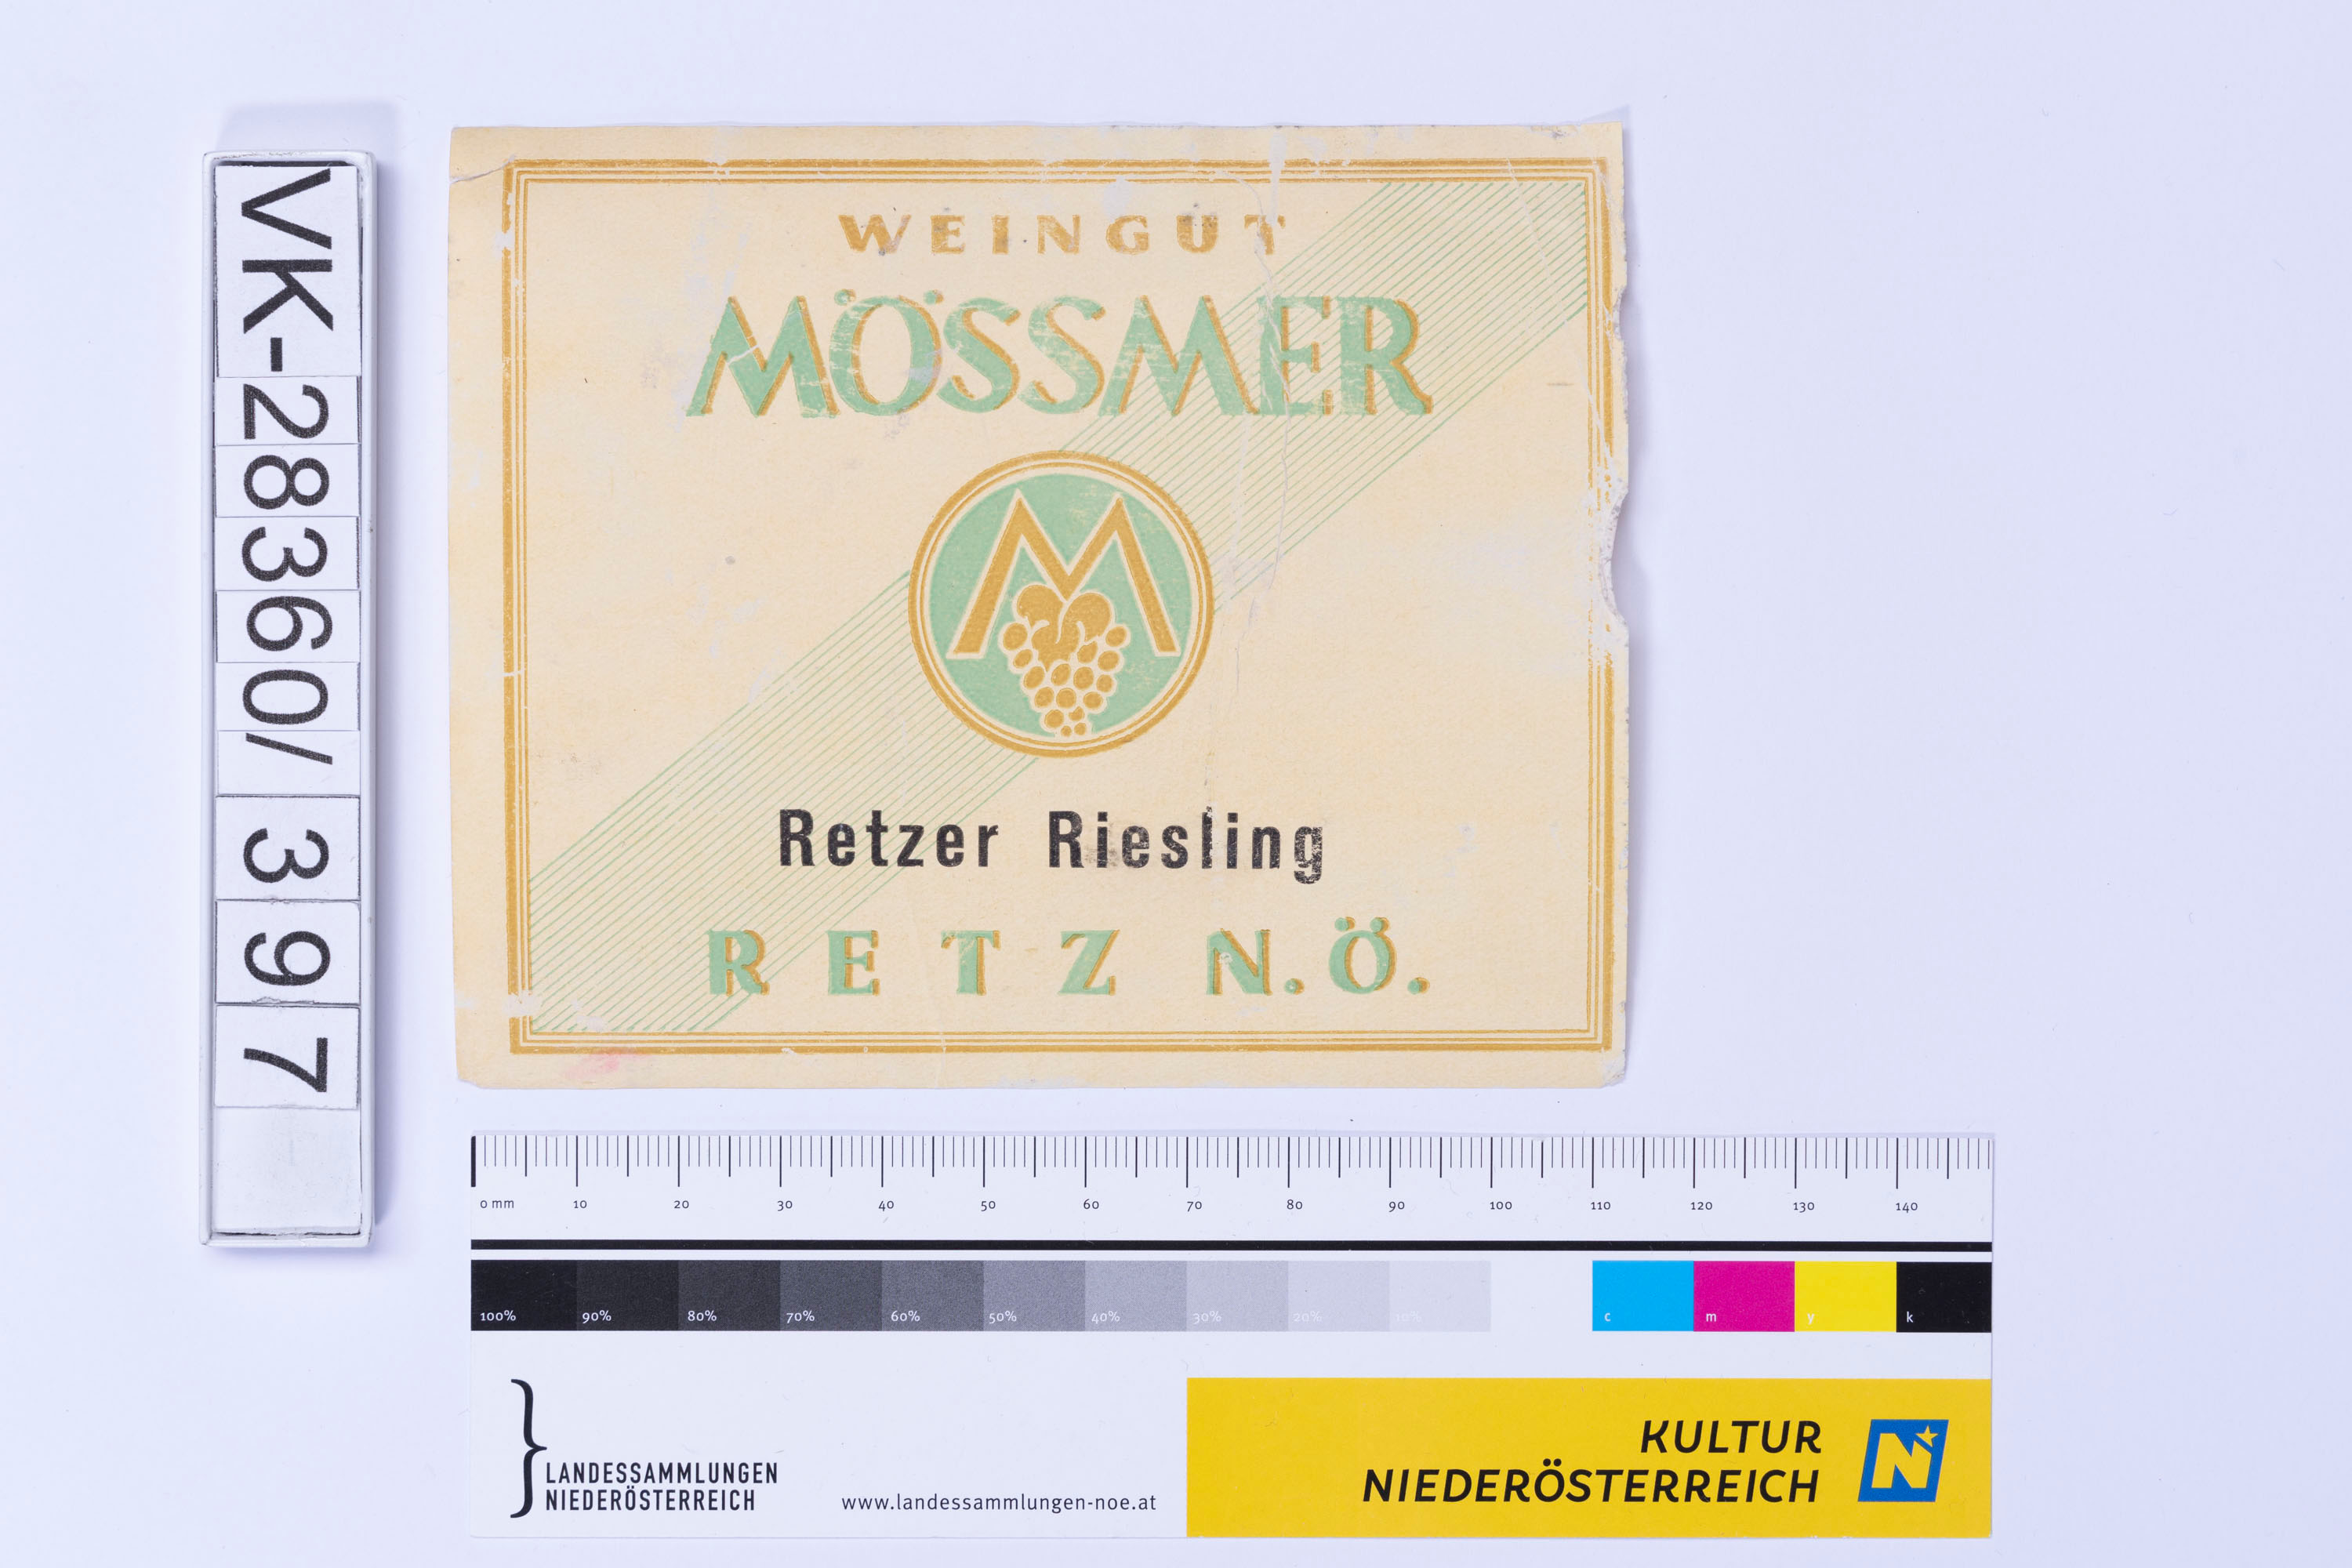 VK-28360/397
WEINGUT
MÖSSMER
M
Retzer Riesling
RETZ N.Ö.
0 mm 10 20 30 40 50 60 70 80 90 100 110 120 130 140
100% 90% 80% 70% 60% 50% 40% 30% 20% 10% c m y k
LANDESSAMMLUNGEN
NIEDERÖSTERREICH
www.landessammlungen-noe.at
KULTUR
NIEDERÖSTERREICH
N